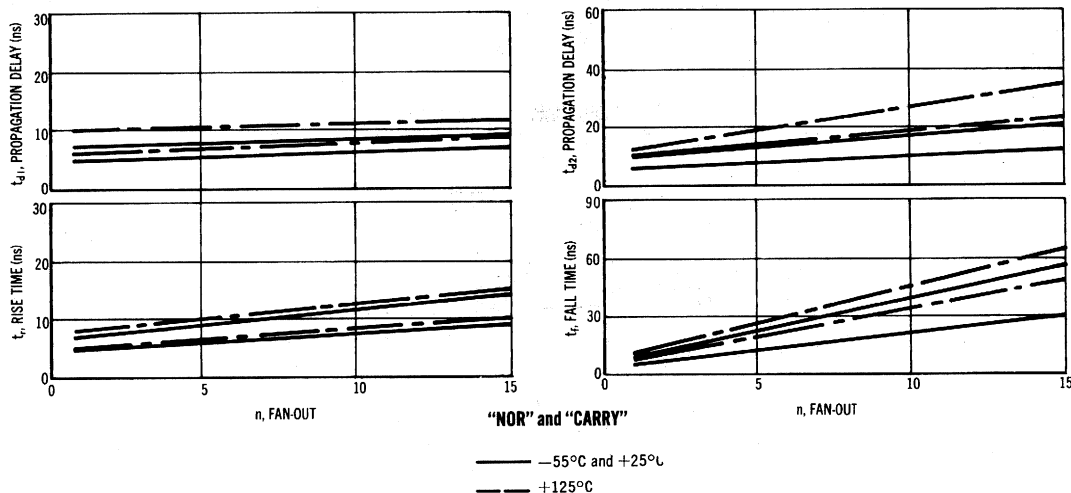 t_d1, PROPAGATION DELAY (ns)
30
20
10
0
t_d2, PROPAGATION DELAY (ns)
60
40
20
0
t_r, RISE TIME (ns)
30
20
10
0
0 5 10 15
n, FAN-OUT
t_f, FALL TIME (ns)
90
60
30
0
0 5 10 15
n, FAN-OUT
"NOR" and "CARRY"
—55°C and +25°C
+125°C